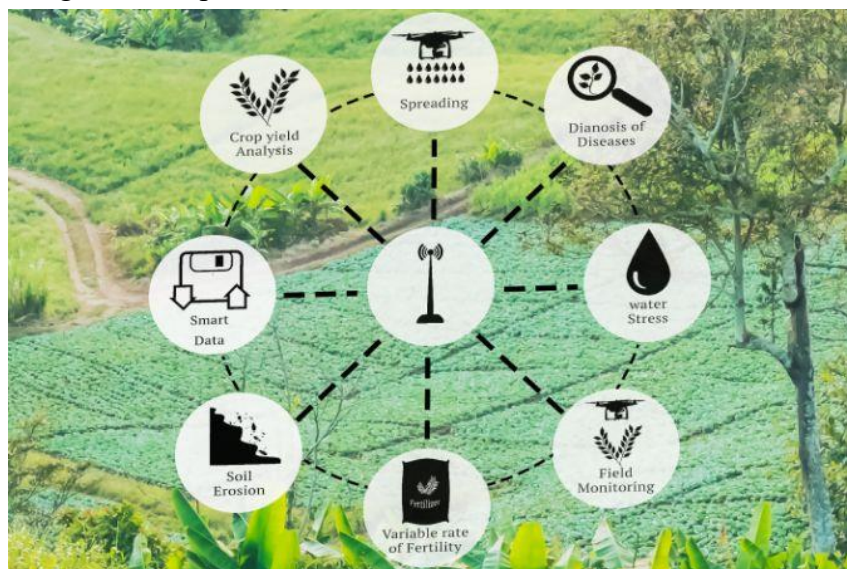 Spreading
Crop yield
Analysis
Dianosis of
Diseases
Smart
Data
water
Stress
Soil
Erosion
Fertilizer
Variable rate
of Fertility
Field
Monitoring